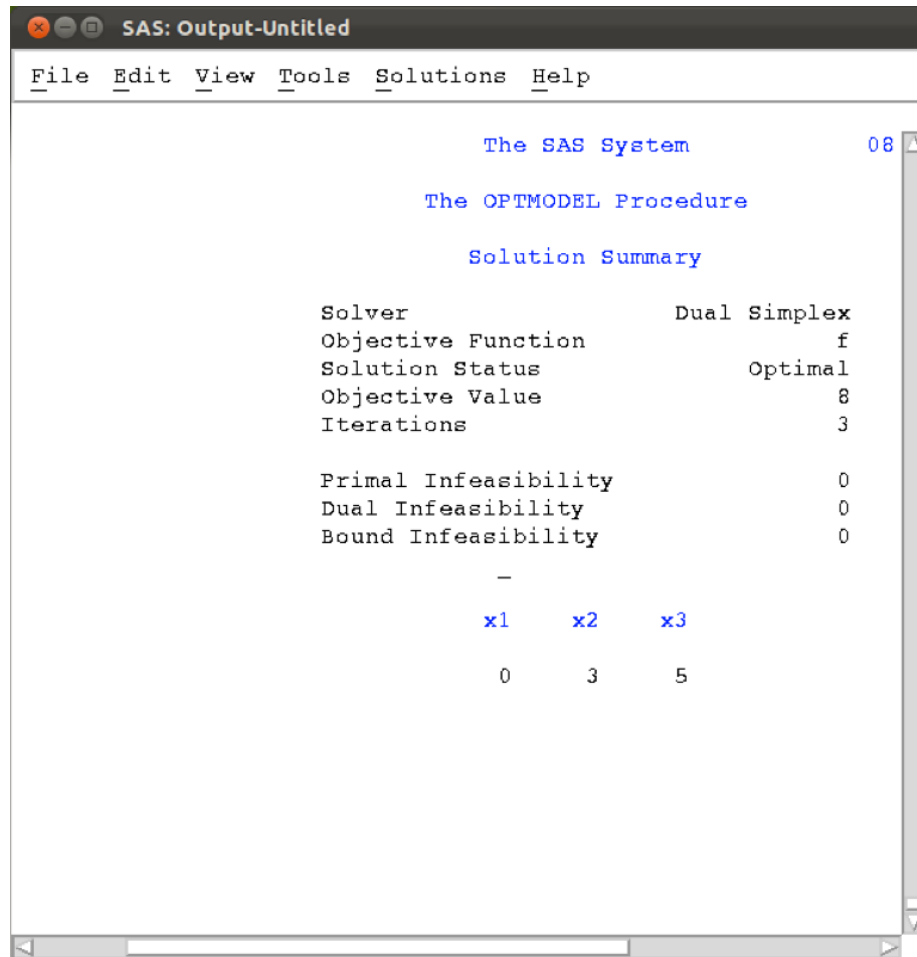 SAS: Output-Untitled
File Edit View Tools Solutions Help
The SAS System 08
The OPTMODEL Procedure
Solution Summary
Solver Dual Simplex
Objective Function f
Solution Status Optimal
Objective Value 8
Iterations 3
Primal Infeasibility 0
Dual Infeasibility 0
Bound Infeasibility 0
_
x1 x2 x3
0 3 5